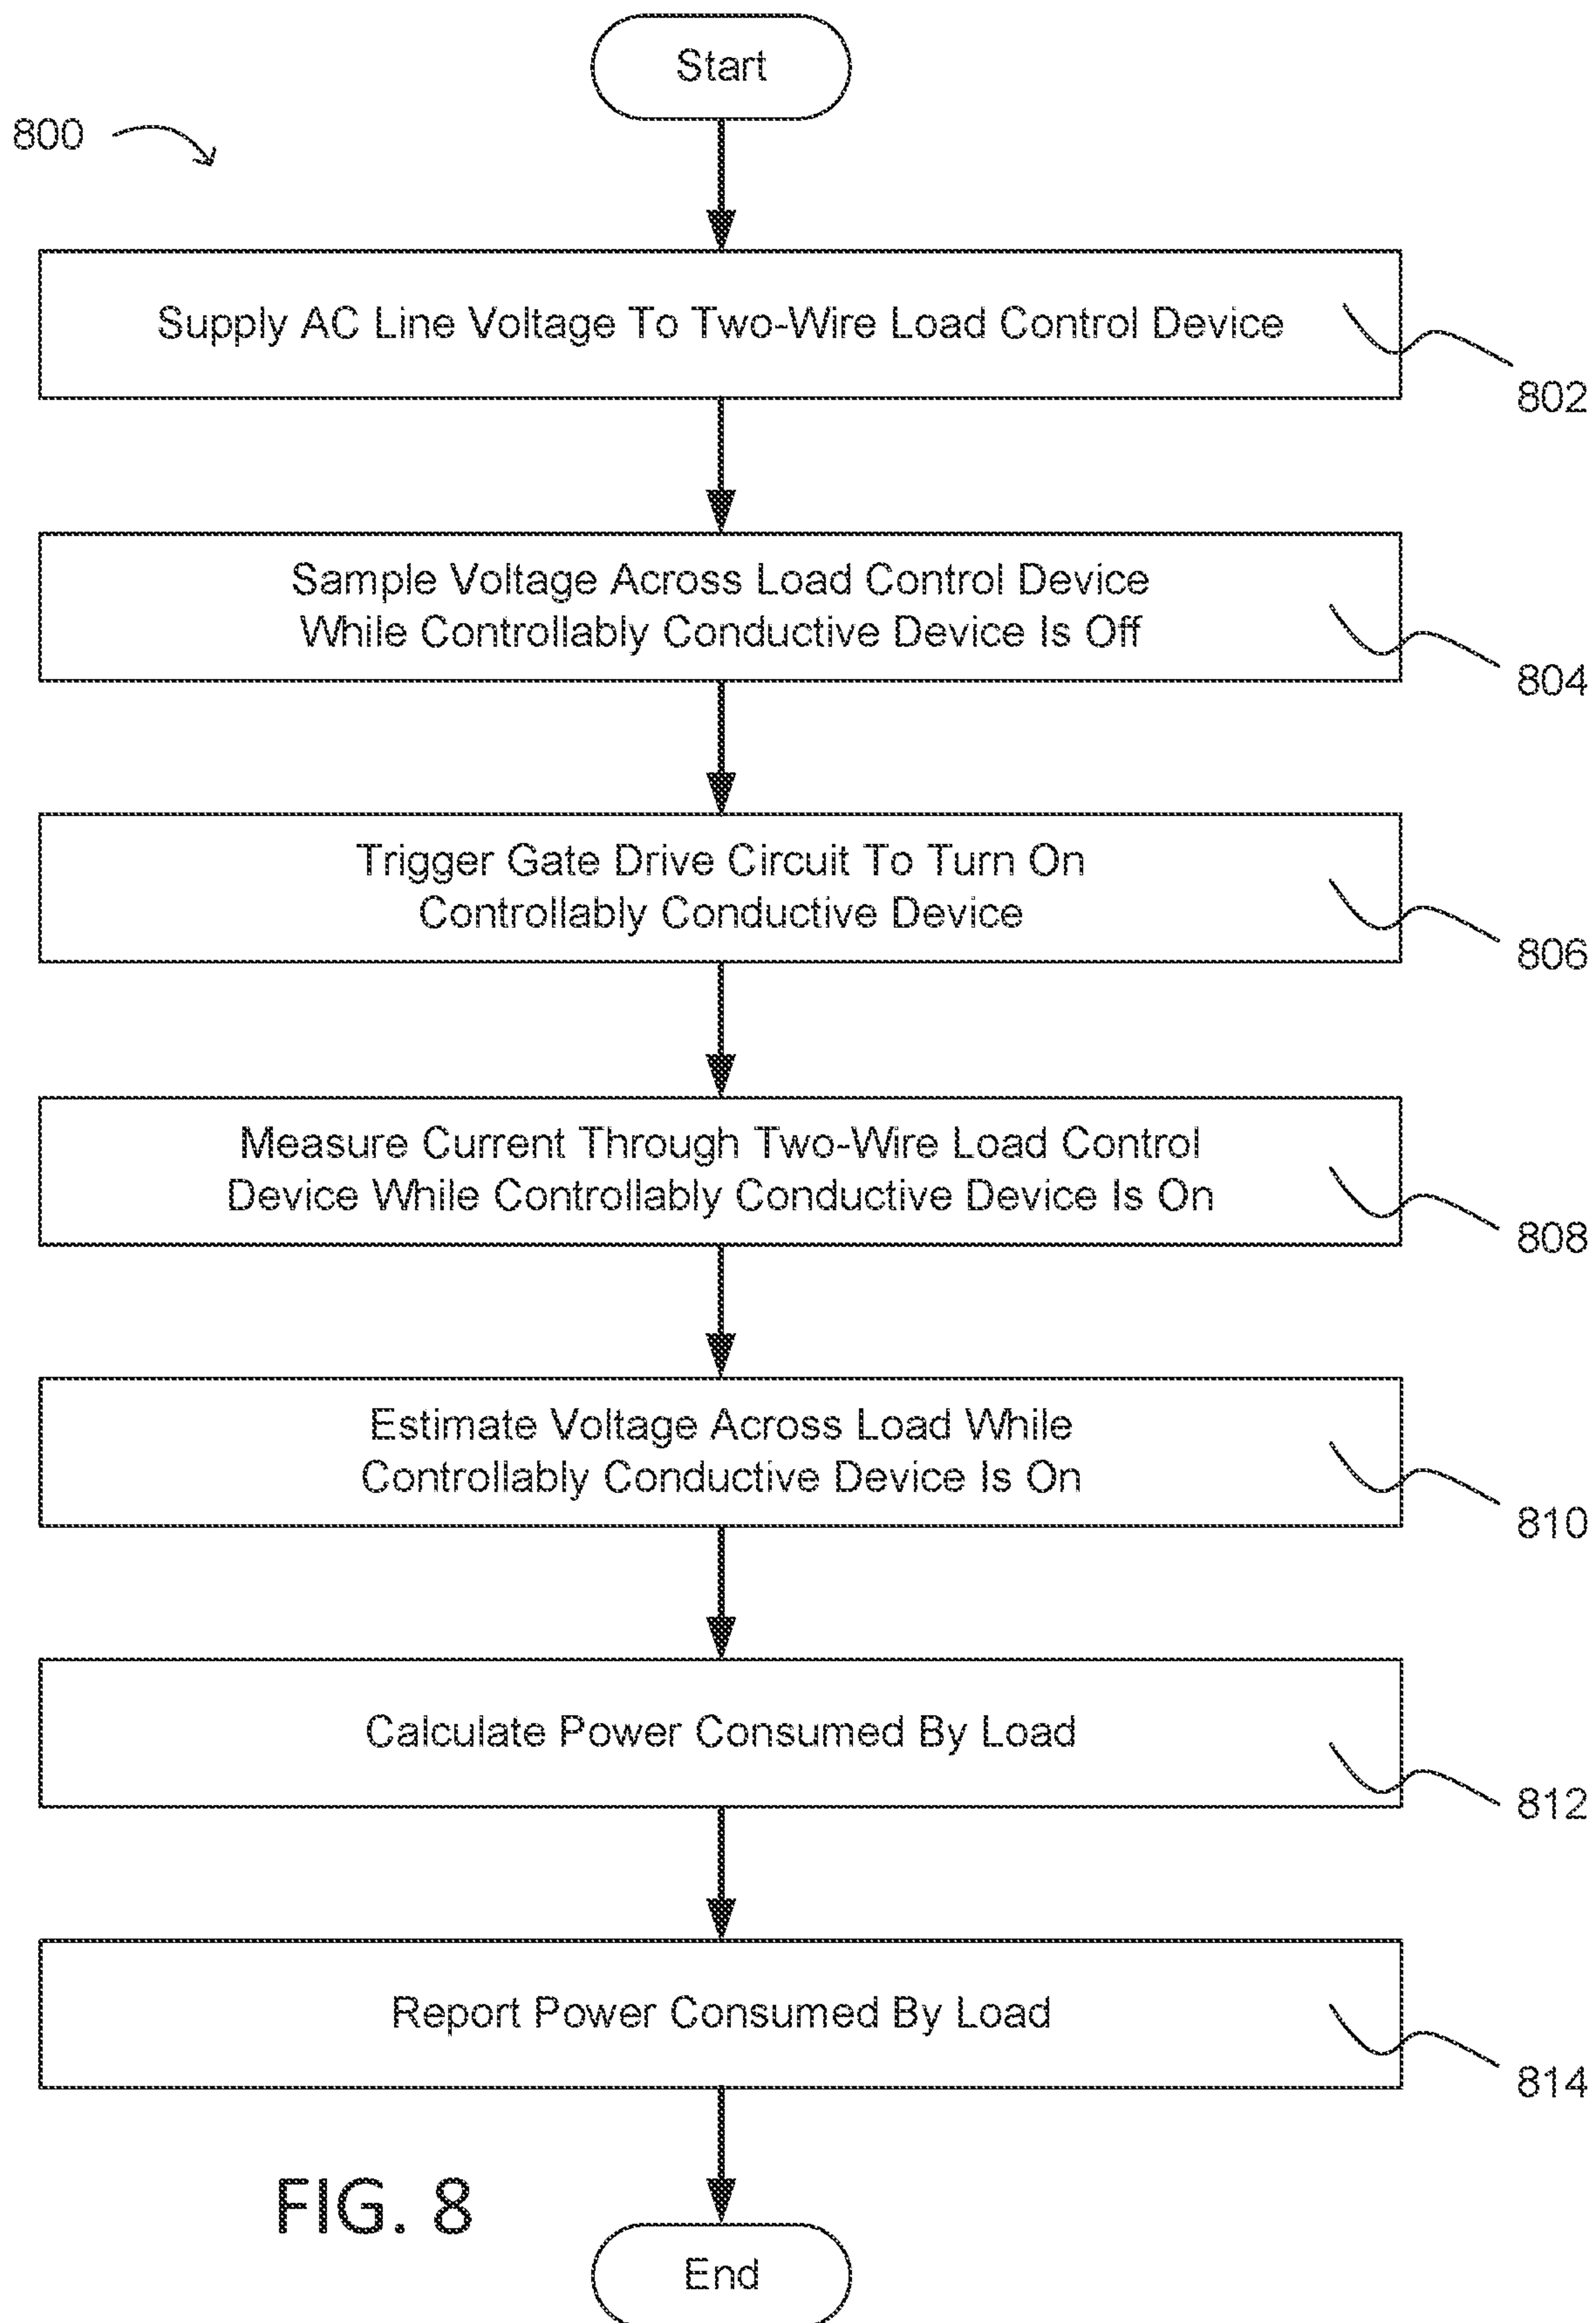 Start
800
Supply AC Line Voltage To Two-Wire Load Control Device
802
Sample Voltage Across Load Control Device
While Controllably Conductive Device Is Off
804
Trigger Gate Drive Circuit To Turn On
Controllably Conductive Device
806
Measure Current Through Two-Wire Load Control
Device While Controllably Conductive Device Is On
808
Estimate Voltage Across Load While
Controllably Conductive Device Is On
810
Calculate Power Consumed By Load
812
Report Power Consumed By Load
814
FIG. 8
End